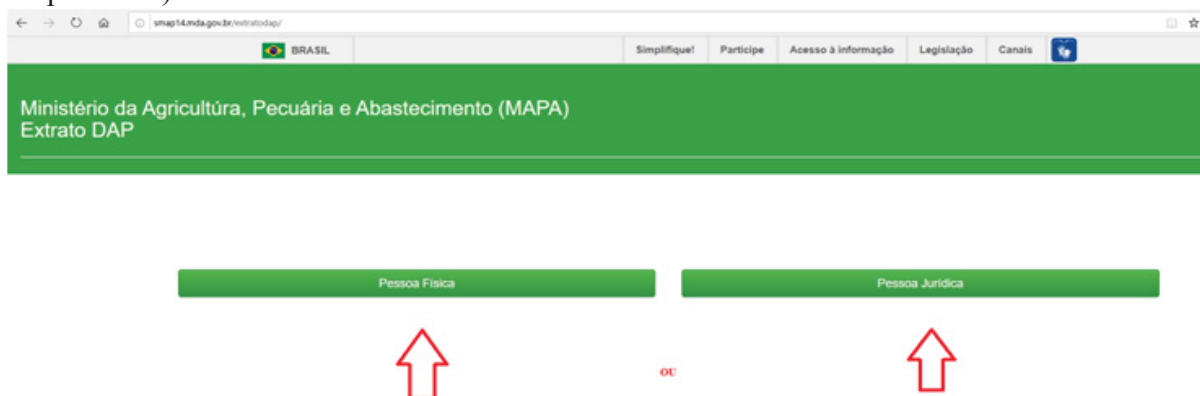 smap14.mda.gov.br/extratodap/
BRASIL Simplifique! Participe Acesso à informação Legislação Canais
Ministério da Agricultúra, Pecuária e Abastecimento (MAPA)
Extrato DAP
Pessoa Física Pessoa Jurídica
OU